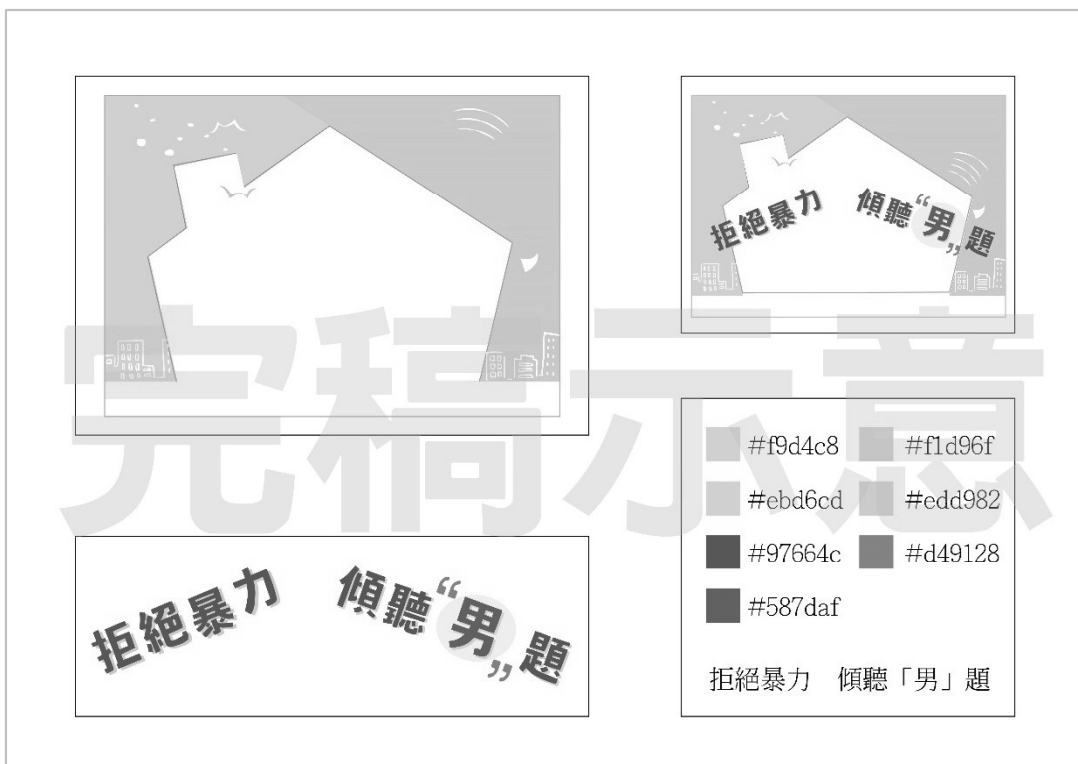 拒絕暴力 傾聽“男”題
完稿示意
#f9d4c8 #f1d96f
#ebd6cd #edd982
#97664c #d49128
#587daf
拒絕暴力 傾聽「男」題
拒絕暴力 傾聽“男”題